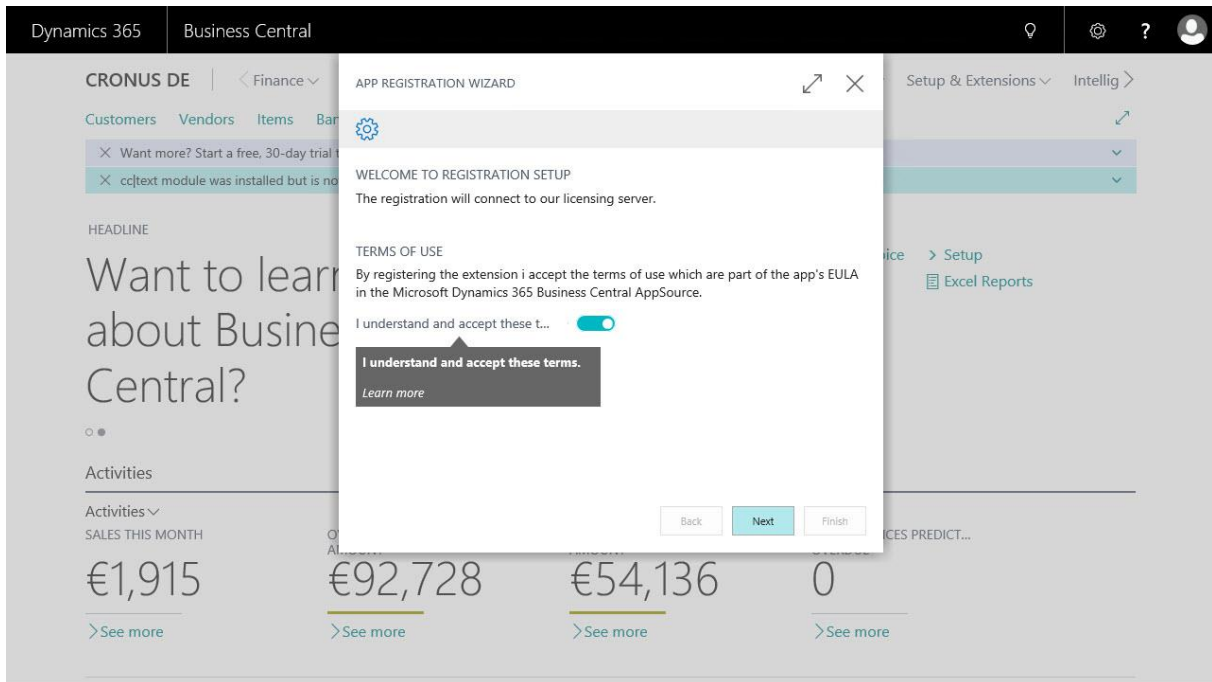 Dynamics 365 Business Central ?
CRONUS DE Finance
Setup & Extensions Intellig
Customers Vendors Items
Want more? Start a free, 30-day trial
cc|text module was installed but is
HEADLINE
Want to lear
about Busine
Central?
APP REGISTRATION WIZARD
WELCOME TO REGISTRATION SETUP
The registration will connect to our licensing server.
TERMS OF USE
By registering the extension i accept the terms of use which are part of the app's EULA
in the Microsoft Dynamics 365 Business Central AppSource.
I understand and accept these t...
I understand and accept these terms.
Learn more
Back Next Finish
Setup
Excel Reports
Activities
Activities
SALES THIS MONTH
PREDICT...
€1,915 €92,728 €54,136 0
See more See more See more See more